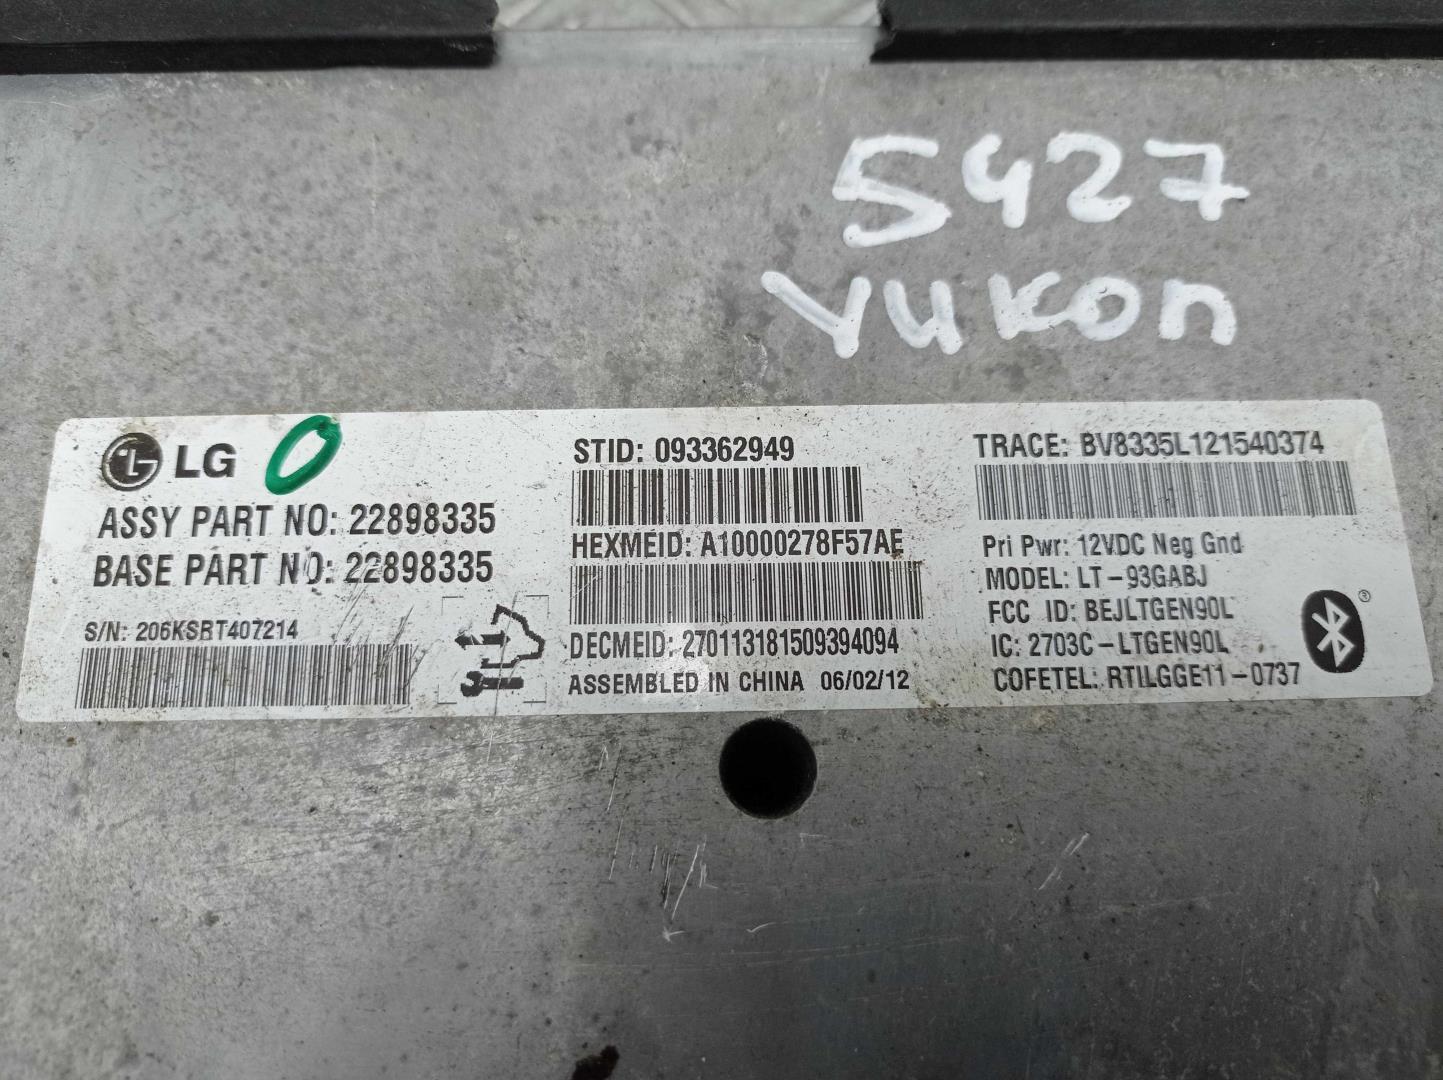 5427
Yukon
LG 0
ASSY PART NO: 22898335
BASE PART NO: 22898335
S/N: 206KSRT407214
STID: 093362949
HEXMEID: A10000278F57AE
DECMEID: 270113181509394094
ASSEMBLED IN CHINA 06/02/12
TRACE: BV8335L121540374
Pri Pwr: 12VDC Neg Gnd
MODEL: LT-93GABJ
FCC ID: BEJLTGEN90L
IC: 2703C-LTGEN90L
COFETEL: RTILGGE11-0737
®